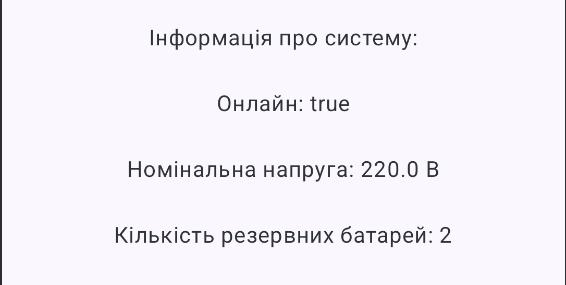 Інформація про систему:
Онлайн: true
Номінальна напруга: 220.0 В
Кількість резервних батарей: 2